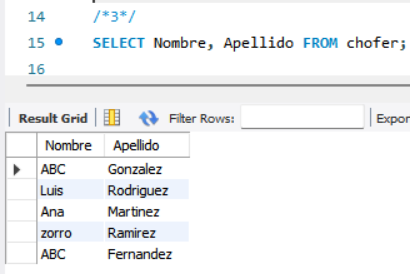 14 /*3*/
15 SELECT Nombre, Apellido FROM chofer;
16
Result Grid Filter Rows: Expor
Nombre Apellido
ABC Gonzalez
Luis Rodriguez
Ana Martinez
zorro Ramirez
ABC Fernandez